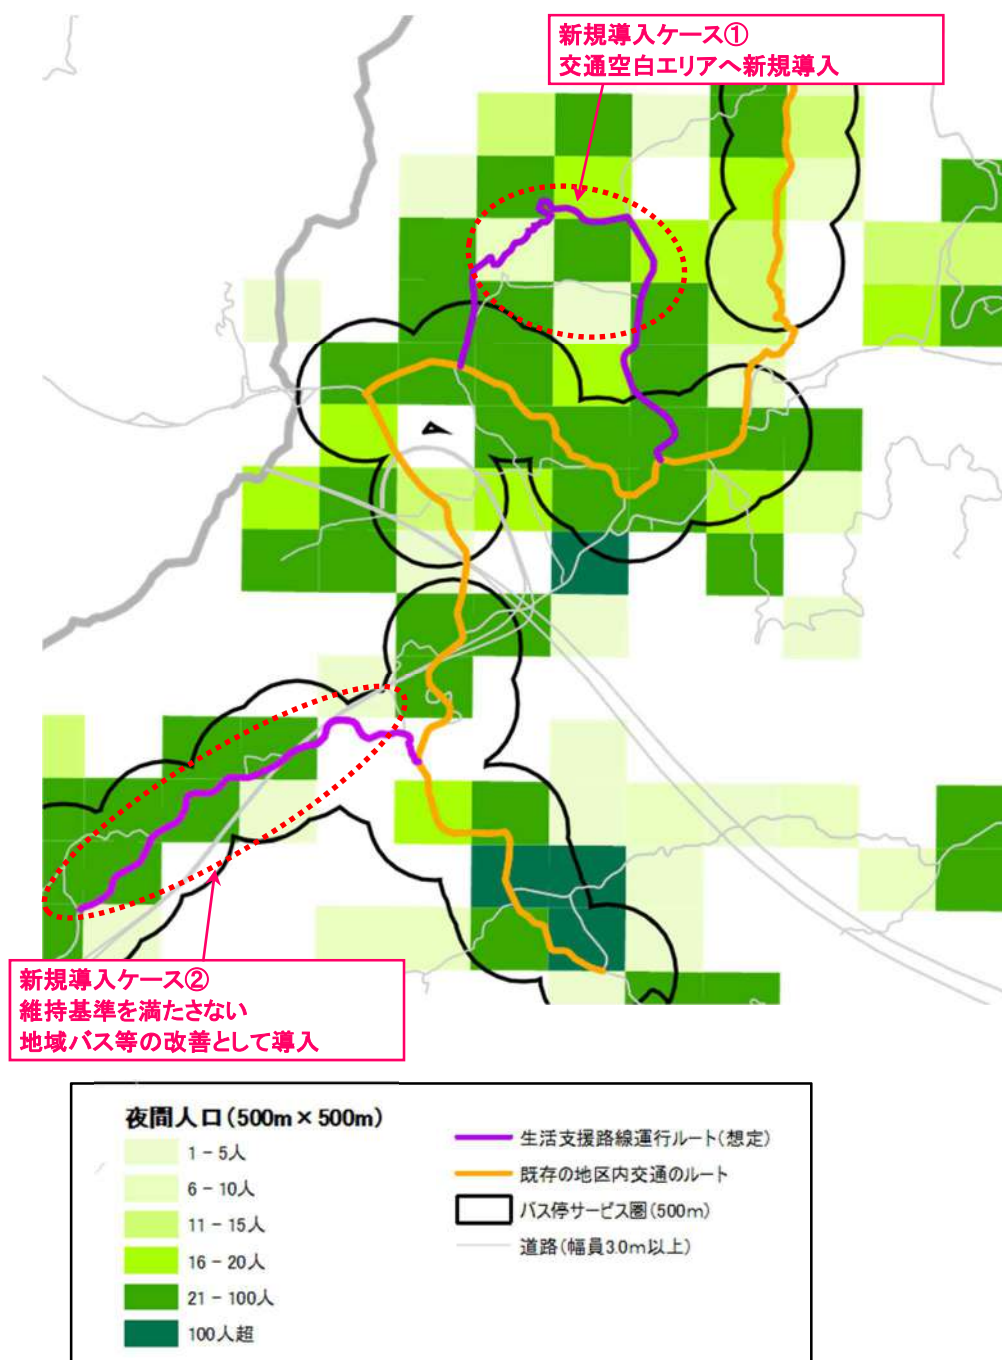 新規導入ケース①
交通空白エリアへ新規導入
新規導入ケース②
維持基準を満たさない
地域バス等の改善として導入
夜間人口(500m×500m)
1 - 5人
6 - 10人
11 - 15人
16 - 20人
21 - 100人
100人超
生活支援路線運行ルート(想定)
既存の地区内交通のルート
バス停サービス圏(500m)
道路(幅員3.0m以上)